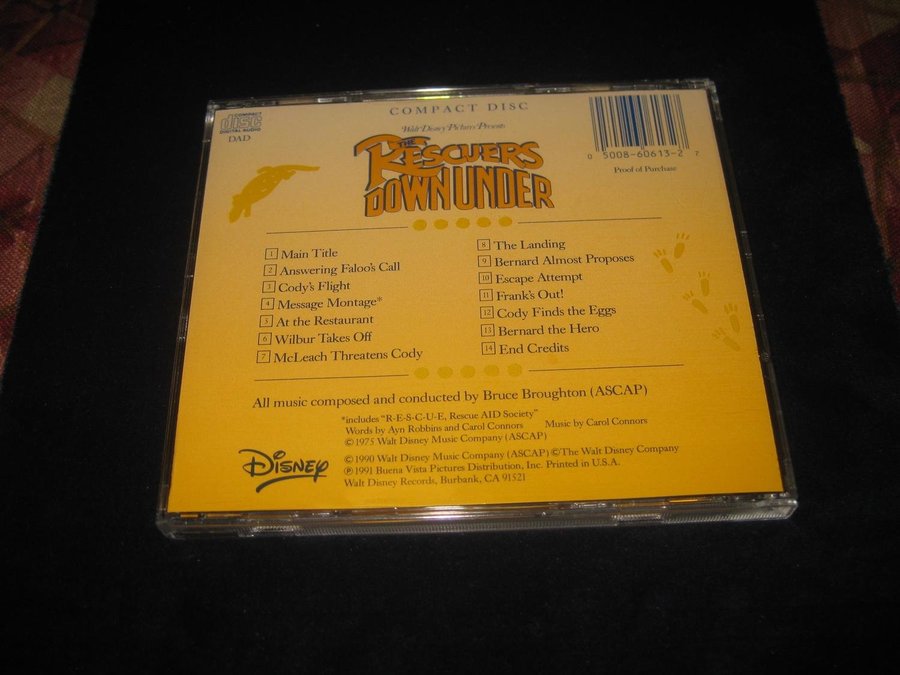 COMPACT DISC
COMPACT
disc
DIGITAL AUDIO
DAD
Walt Disney Pictures Presents
THE
RESCUERS
DOWN UNDER
0 5008-60613-2 7
Proof of Purchase
1 Main Title
2 Answering Faloo's Call
3 Cody's Flight
4 Message Montage*
5 At the Restaurant
6 Wilbur Takes Off
7 McLeach Threatens Cody
8 The Landing
9 Bernard Almost Proposes
10 Escape Attempt
11 Frank's Out!
12 Cody Finds the Eggs
13 Bernard the Hero
14 End Credits
All music composed and conducted by Bruce Broughton (ASCAP)
*includes "R-E-S-C-U-E, Rescue AID Society"
Words by Ayn Robbins and Carol Connors Music by Carol Connors
©1975 Walt Disney Music Company (ASCAP)
Disney
©1990 Walt Disney Music Company (ASCAP) ©The Walt Disney Company
℗1991 Buena Vista Pictures Distribution, Inc. Printed in U.S.A.
Walt Disney Records, Burbank, CA 91521